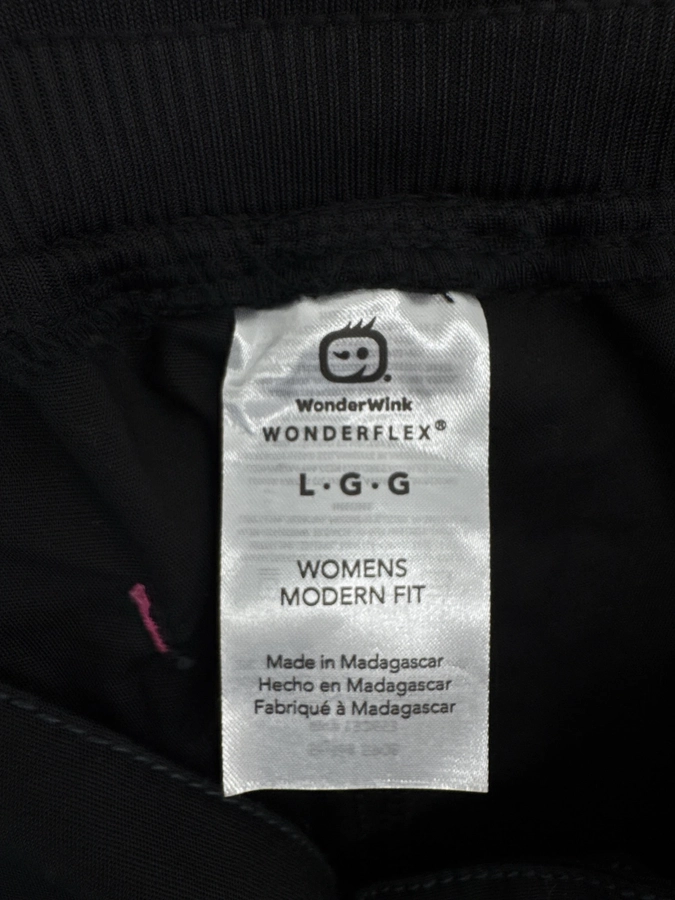 WonderWink
WONDERFLEX®
L·G·G
WOMENS
MODERN FIT
Made in Madagascar
Hecho en Madagascar
Fabriqué à Madagascar